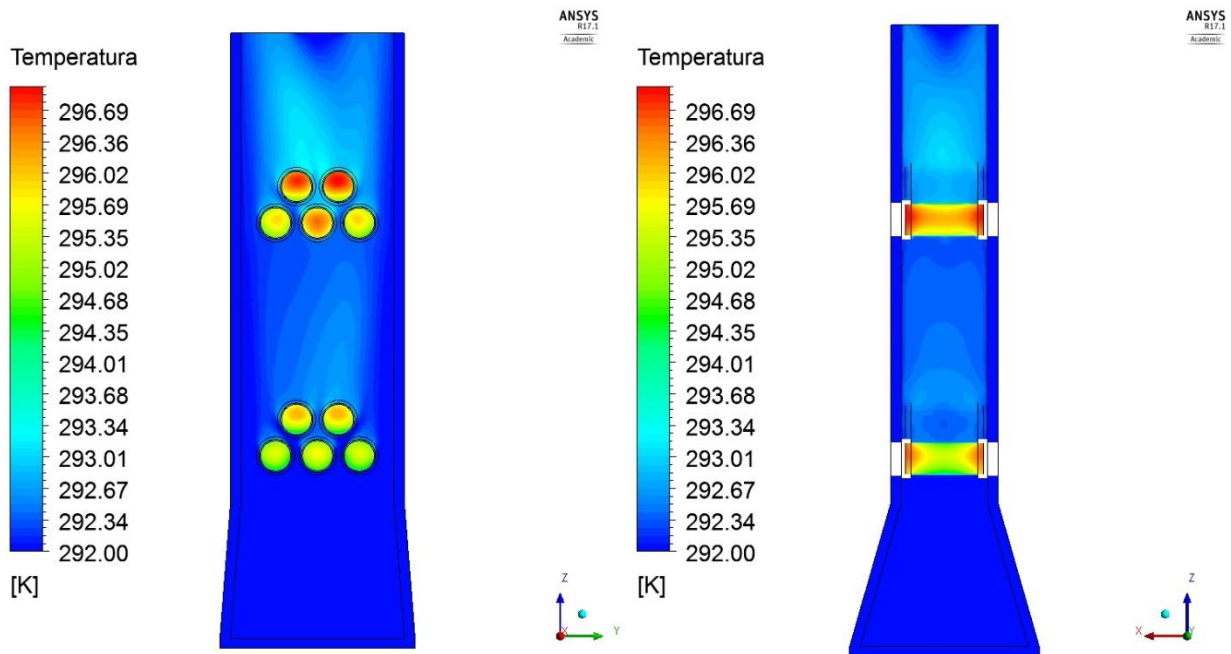 ANSYS
R17.1
Academic
Temperatura
296.69
296.36
296.02
295.69
295.35
295.02
294.68
294.35
294.01
293.68
293.34
293.01
292.67
292.34
292.00
[K]
Z
X
Y
ANSYS
R17.1
Academic
Temperatura
296.69
296.36
296.02
295.69
295.35
295.02
294.68
294.35
294.01
293.68
293.34
293.01
292.67
292.34
292.00
[K]
Z
X
Y